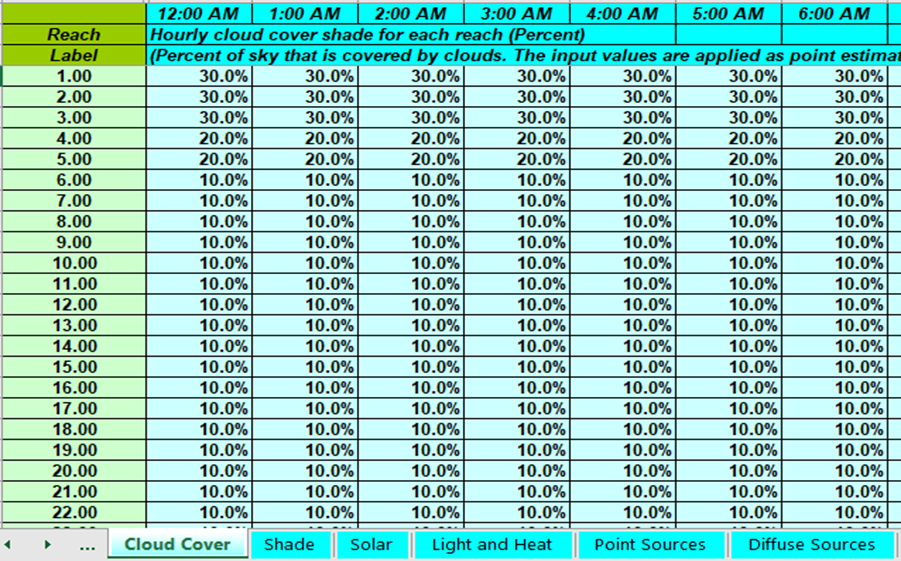 12:00 AM 1:00 AM 2:00 AM 3:00 AM 4:00 AM 5:00 AM 6:00 AM
Reach Hourly cloud cover shade for each reach (Percent)
Label (Percent of sky that is covered by clouds. The input values are applied as point estimat
1.00 30.0% 30.0% 30.0% 30.0% 30.0% 30.0% 30.0%
2.00 30.0% 30.0% 30.0% 30.0% 30.0% 30.0% 30.0%
3.00 30.0% 30.0% 30.0% 30.0% 30.0% 30.0% 30.0%
4.00 20.0% 20.0% 20.0% 20.0% 20.0% 20.0% 20.0%
5.00 20.0% 20.0% 20.0% 20.0% 20.0% 20.0% 20.0%
6.00 10.0% 10.0% 10.0% 10.0% 10.0% 10.0% 10.0%
7.00 10.0% 10.0% 10.0% 10.0% 10.0% 10.0% 10.0%
8.00 10.0% 10.0% 10.0% 10.0% 10.0% 10.0% 10.0%
9.00 10.0% 10.0% 10.0% 10.0% 10.0% 10.0% 10.0%
10.00 10.0% 10.0% 10.0% 10.0% 10.0% 10.0% 10.0%
11.00 10.0% 10.0% 10.0% 10.0% 10.0% 10.0% 10.0%
12.00 10.0% 10.0% 10.0% 10.0% 10.0% 10.0% 10.0%
13.00 10.0% 10.0% 10.0% 10.0% 10.0% 10.0% 10.0%
14.00 10.0% 10.0% 10.0% 10.0% 10.0% 10.0% 10.0%
15.00 10.0% 10.0% 10.0% 10.0% 10.0% 10.0% 10.0%
16.00 10.0% 10.0% 10.0% 10.0% 10.0% 10.0% 10.0%
17.00 10.0% 10.0% 10.0% 10.0% 10.0% 10.0% 10.0%
18.00 10.0% 10.0% 10.0% 10.0% 10.0% 10.0% 10.0%
19.00 10.0% 10.0% 10.0% 10.0% 10.0% 10.0% 10.0%
20.00 10.0% 10.0% 10.0% 10.0% 10.0% 10.0% 10.0%
21.00 10.0% 10.0% 10.0% 10.0% 10.0% 10.0% 10.0%
22.00 10.0% 10.0% 10.0% 10.0% 10.0% 10.0% 10.0%
... Cloud Cover Shade Solar Light and Heat Point Sources Diffuse Sources